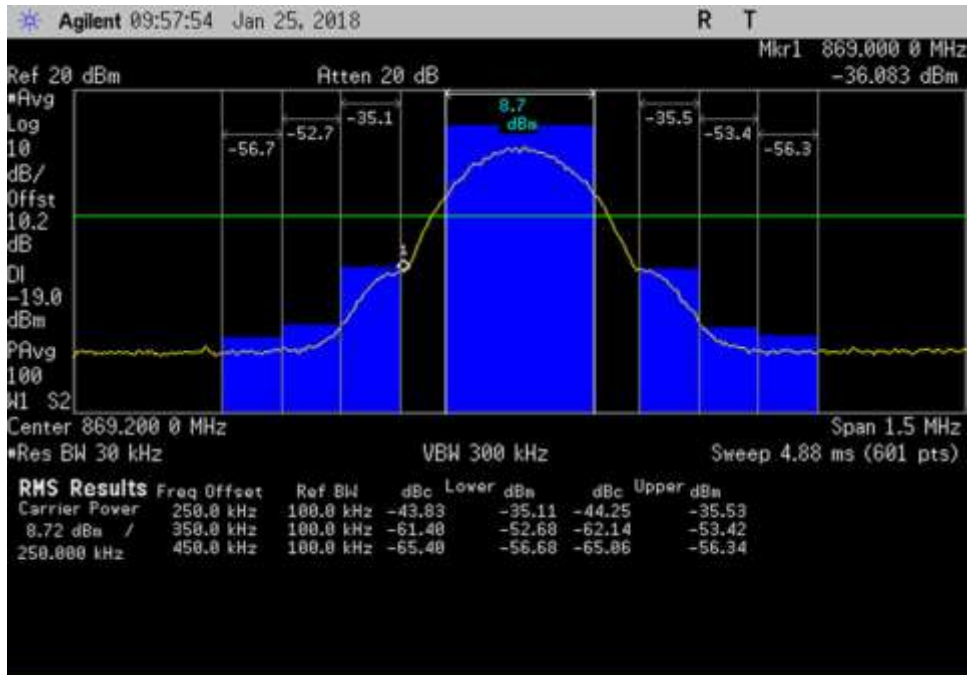 Agilent 09:57:54 Jan 25, 2018 R T
Mkr1 869.000 0 MHz
Ref 20 dBm Atten 20 dB -36.083 dBm
*Avg
Log
10
dB/
Offst
10.2
dB
DI
-19.0
dBm
PAvg
100
W1 S2
-56.7 -52.7 -35.1 8.7 dBm -35.5 -53.4 -56.3
1
Center 869.200 0 MHz Span 1.5 MHz
*Res BW 30 kHz VBW 300 kHz Sweep 4.88 ms (601 pts)
RMS Results Freq Offset Ref BW dBc Lower dBm dBc Upper dBm
Carrier Power 250.0 kHz 100.0 kHz -43.83 -35.11 -44.25 -35.53
8.72 dBm / 350.0 kHz 100.0 kHz -61.40 -52.68 -62.14 -53.42
250.000 kHz 450.0 kHz 100.0 kHz -65.40 -56.68 -65.06 -56.34